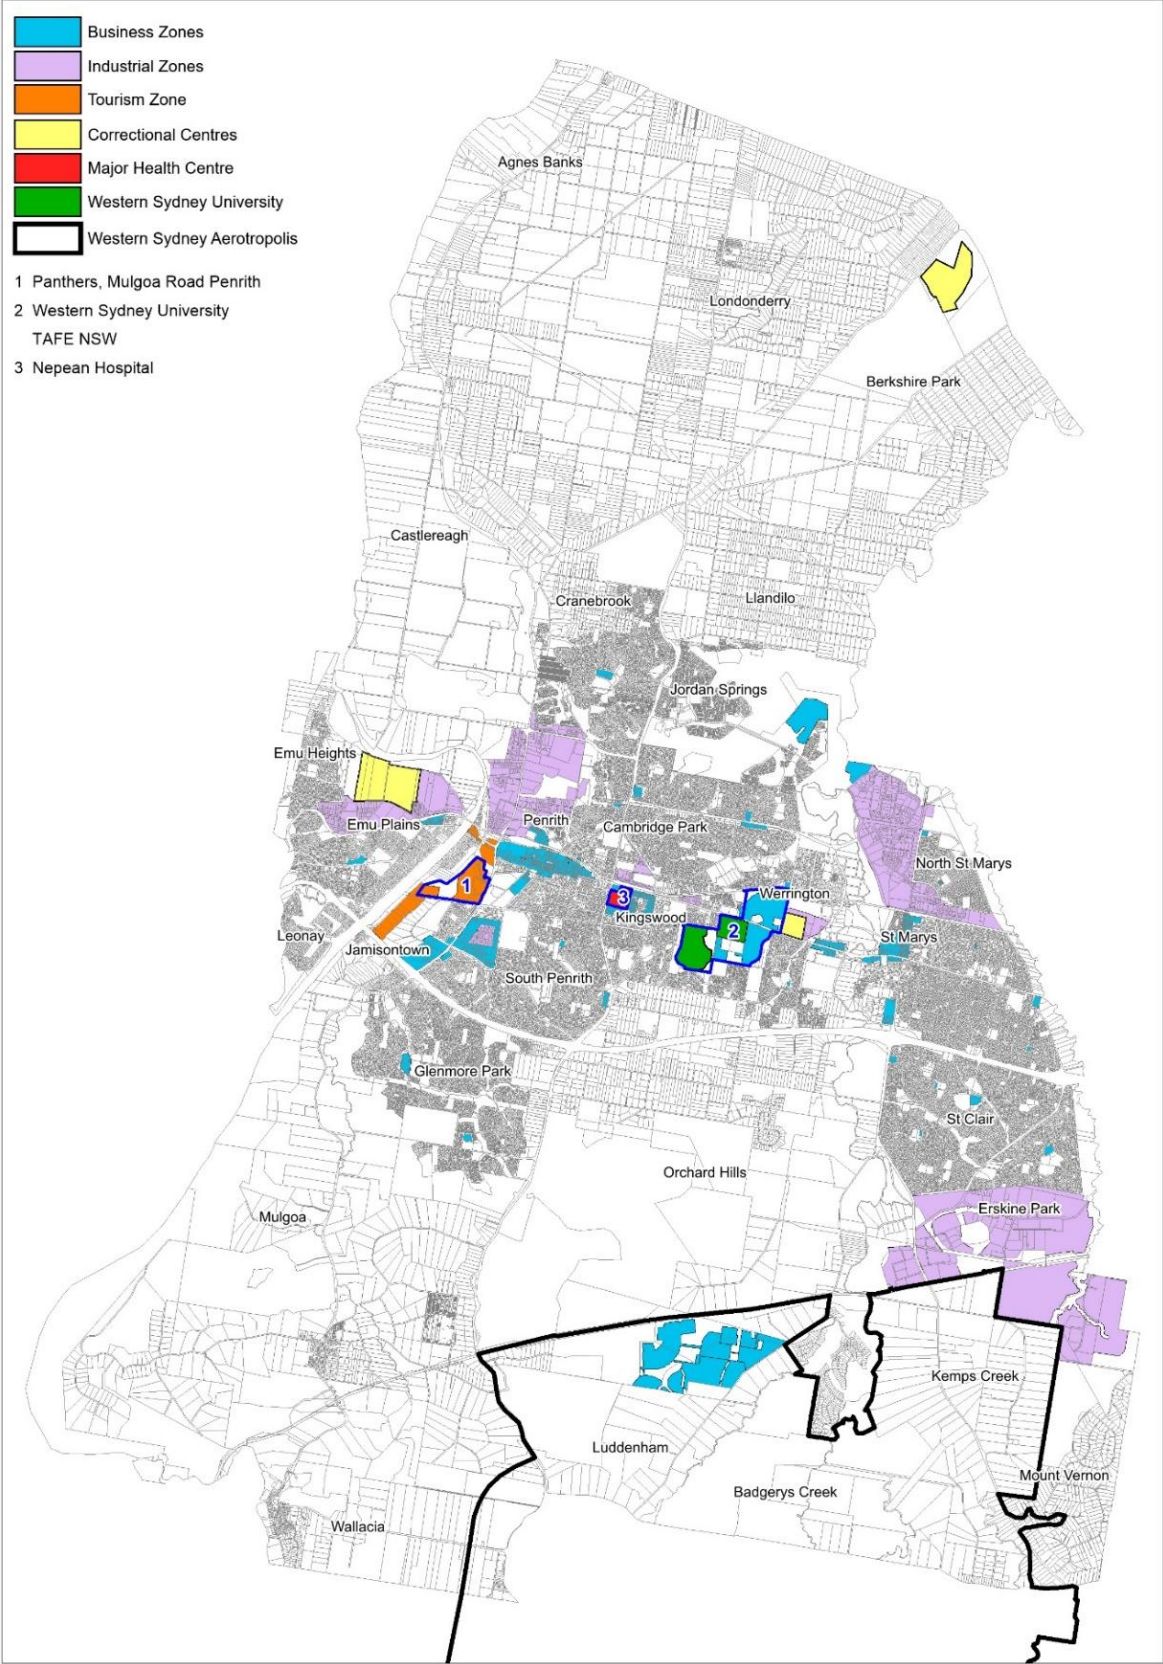 Business Zones
Industrial Zones
Tourism Zone
Correctional Centres
Major Health Centre
Western Sydney University
Western Sydney Aerotropolis
1 Panthers, Mulgoa Road Penrith
2 Western Sydney University
TAFE NSW
3 Nepean Hospital
Agnes Banks
Londonderry
Berkshire Park
Castlereagh
Cranebrook
Llandilo
Jordan Springs
Emu Heights
Emu Plains
Penrith
Cambridge Park
North St Marys
1
Werrington
3
Kingswood
2
Leonay
St Marys
Jamisontown
South Penrith
Glenmore Park
St Clair
Orchard Hills
Erskine Park
Mulgoa
Kemps Creek
Luddenham
Mount Vernon
Badgerys Creek
Wallacia